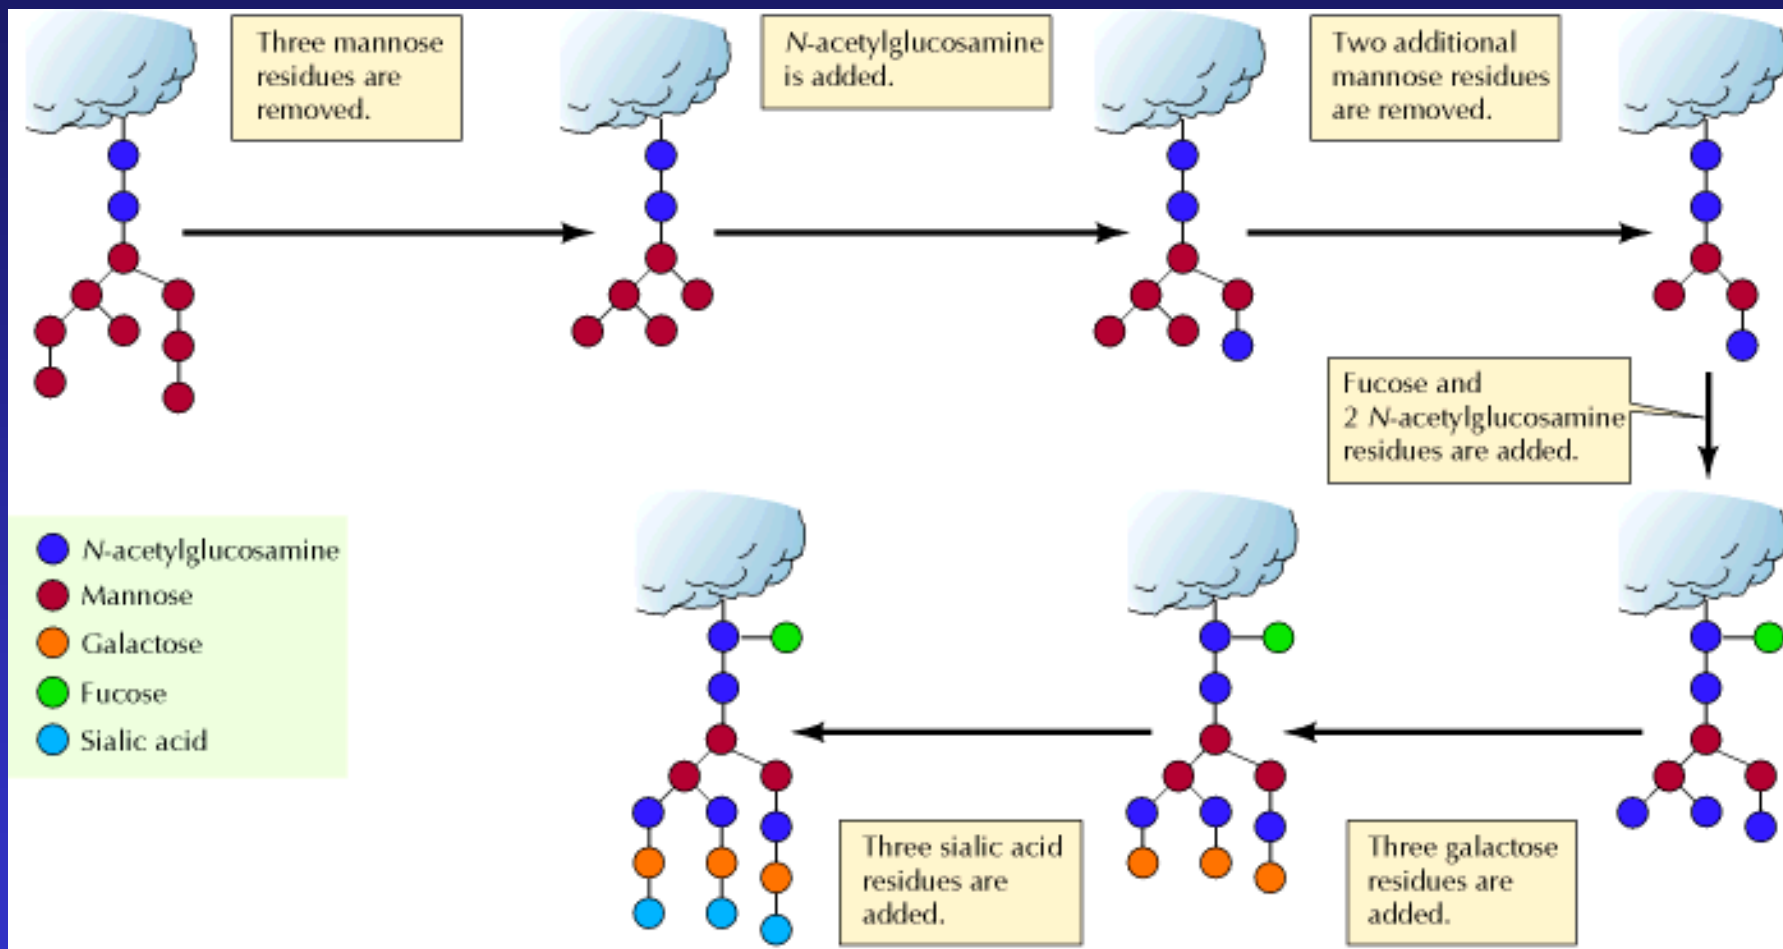 Three mannose
residues are
removed.
N-acetylglucosamine
is added.
Two additional
mannose residues
are removed.
Fucose and
2 N-acetylglucosamine
residues are added.
Three galactose
residues are
added.
Three sialic acid
residues are
added.
N-acetylglucosamine
Mannose
Galactose
Fucose
Sialic acid